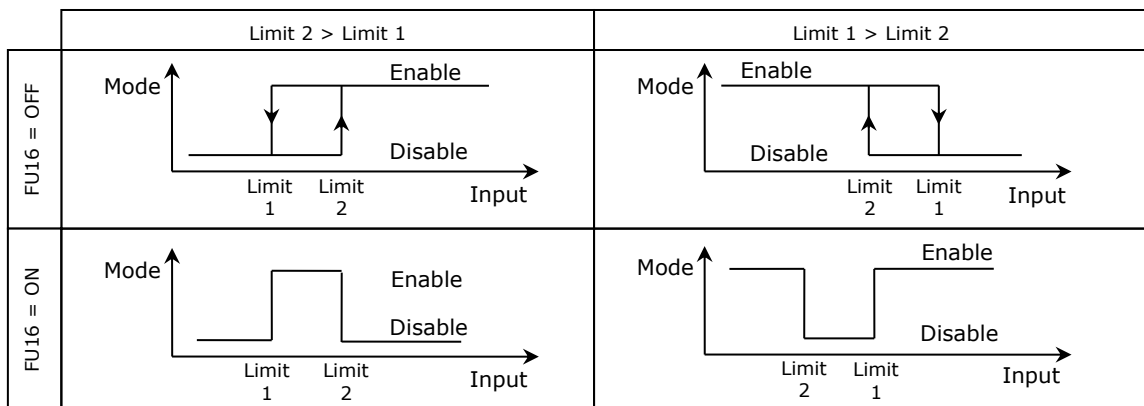 Limit 2 > Limit 1
Limit 1 > Limit 2
FU16 = OFF
Mode
Enable
Disable
Limit
1
Limit
2
Input
Mode
Enable
Disable
Limit
2
Limit
1
Input
FU16 = ON
Mode
Enable
Disable
Limit
1
Limit
2
Input
Mode
Enable
Disable
Limit
2
Limit
1
Input